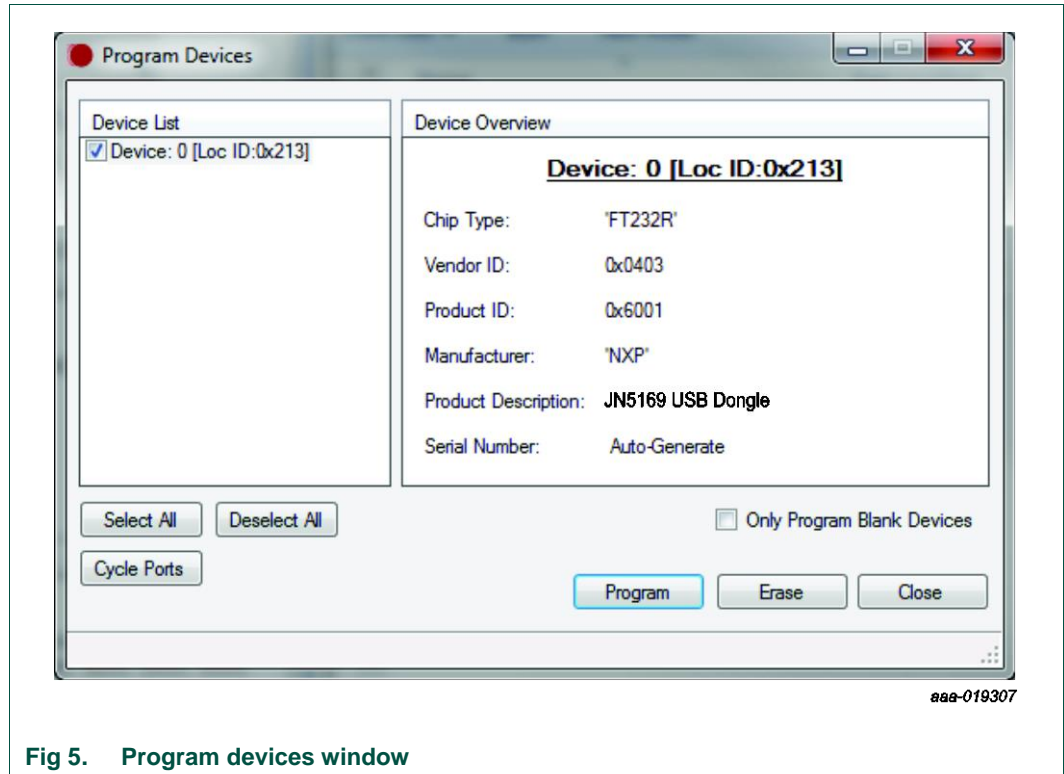 Program Devices
Device List
Device: 0 [Loc ID:0x213]
Device Overview
Device: 0 [Loc ID:0x213]
Chip Type: 'FT232R'
Vendor ID: 0x0403
Product ID: 0x6001
Manufacturer: 'NXP'
Product Description: JN5169 USB Dongle
Serial Number: Auto-Generate
Select All Deselect All
Only Program Blank Devices
Cycle Ports
Program Erase Close
aaa-019307
Fig 5. Program devices window